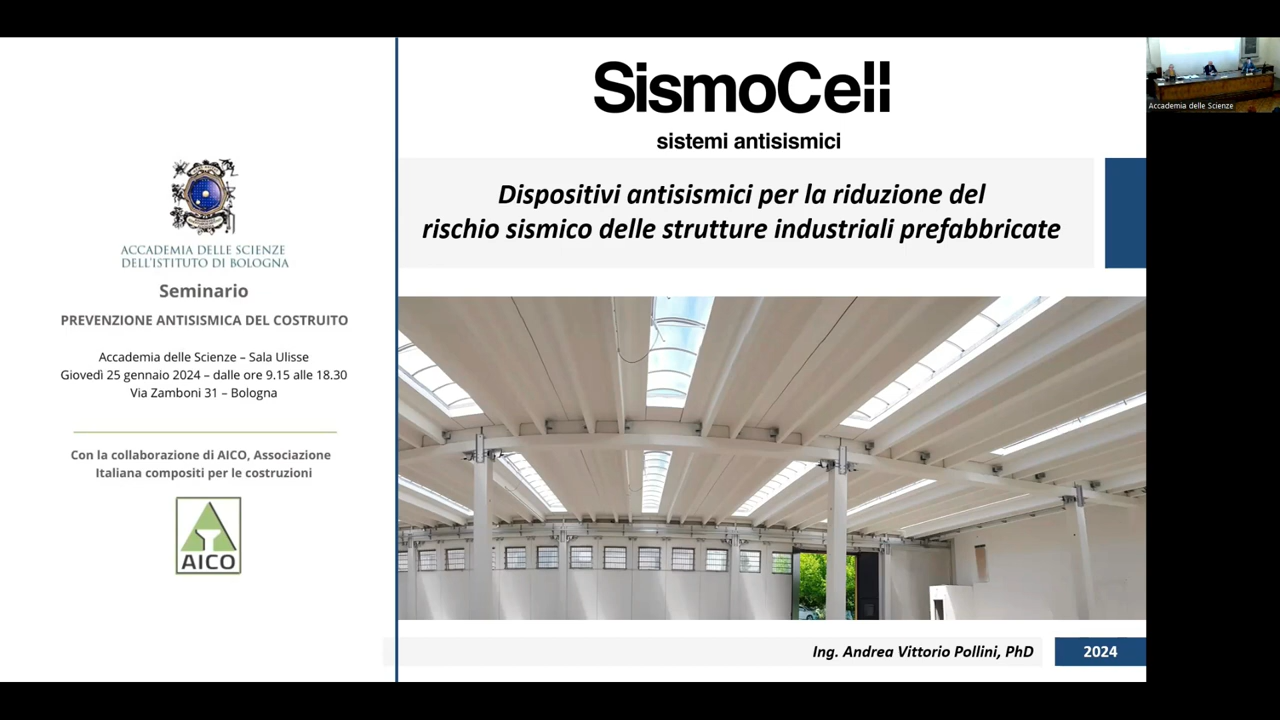 SismoCell
sistemi antisismici
Dispositivi antisismici per la riduzione del
rischio sismico delle strutture industriali prefabbricate
ACCADEMIA DELLE SCIENZE
DELL'ISTITUTO DI BOLOGNA
Seminario
PREVENZIONE ANTISISMICA DEL COSTRUITO
Accademia delle Scienze – Sala Ulisse
Giovedì 25 gennaio 2024 – dalle ore 9.15 alle 18.30
Via Zamboni 31 – Bologna
Con la collaborazione di AICO, Associazione
Italiana compositi per le costruzioni
AICO
Ing. Andrea Vittorio Pollini, PhD
2024
Accademia delle Scienze